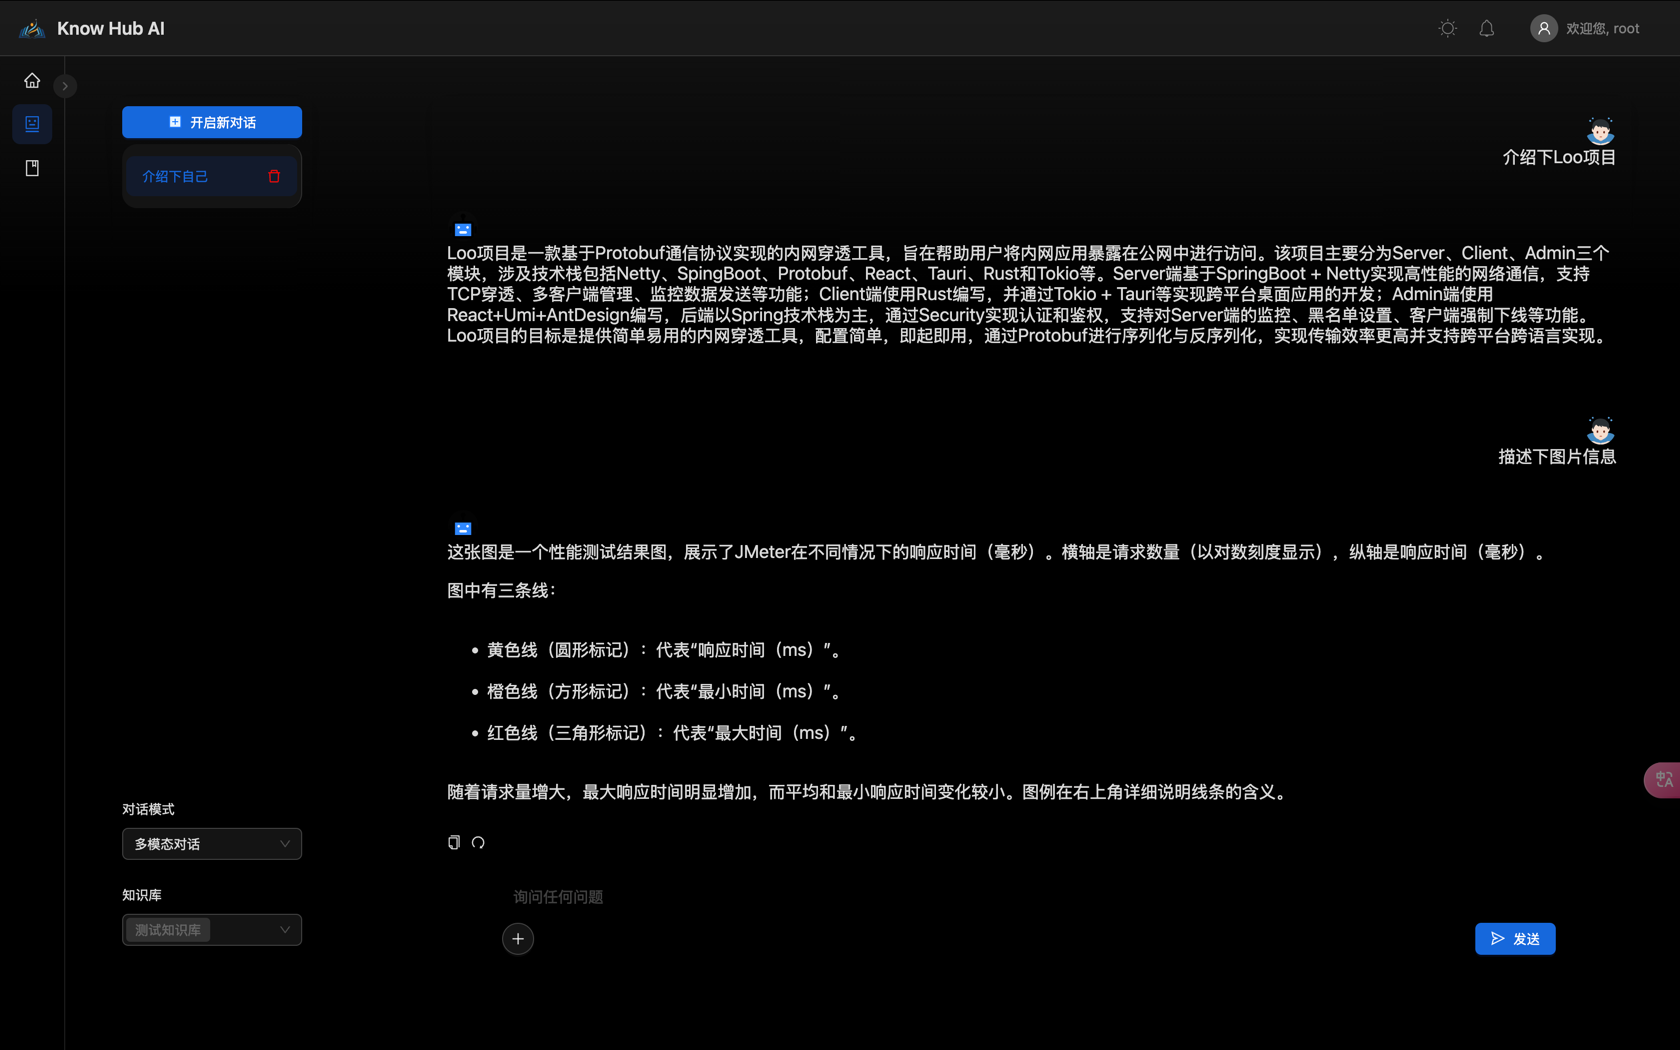 Know Hub AI
欢迎您, root
开启新对话
介绍下自己
介绍下Loo项目
Loo项目是一款基于Protobuf通信协议实现的内网穿透工具，旨在帮助用户将内网应用暴露在公网中进行访问。该项目主要分为Server、Client、Admin三个
模块，涉及技术栈包括Netty、SpingBoot、Protobuf、React、Tauri、Rust和Tokio等。Server端基于SpringBoot + Netty实现高性能的网络通信，支持
TCP穿透、多客户端管理、监控数据发送等功能；Client端使用Rust编写，并通过Tokio + Tauri等实现跨平台桌面应用的开发；Admin端使用
React+Umi+AntDesign编写，后端以Spring技术栈为主，通过Security实现认证和鉴权，支持对Server端的监控、黑名单设置、客户端强制下线等功能。
Loo项目的目标是提供简单易用的内网穿透工具，配置简单，即起即用，通过Protobuf进行序列化与反序列化，实现传输效率更高并支持跨平台跨语言实现。
描述下图片信息
这张图是一个性能测试结果图，展示了JMeter在不同情况下的响应时间（毫秒）。横轴是请求数量（以对数刻度显示），纵轴是响应时间（毫秒）。
图中有三条线：
• 黄色线（圆形标记）：代表“响应时间（ms）”。
• 橙色线（方形标记）：代表“最小时间（ms）”。
• 红色线（三角形标记）：代表“最大时间（ms）”。
随着请求量增大，最大响应时间明显增加，而平均和最小响应时间变化较小。图例在右上角详细说明线条的含义。
对话模式
多模态对话
知识库
测试知识库
询问任何问题
发送
中
A